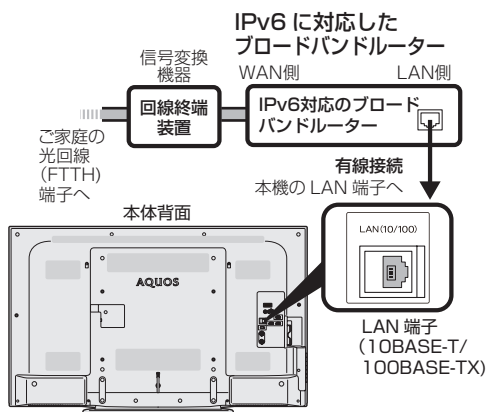 IPv6 に対応した
ブロードバンドルーター
信号変換
機器
WAN側
LAN側
回線終端
装置
IPv6対応のブロード
バンドルーター
ご家庭の
光回線
（FTTH)
端子へ
有線接続
本機の LAN 端子へ
本体背面
LAN(10/100)
AQUOS
LAN 端子
（10BASE-T/
100BASE-TX)